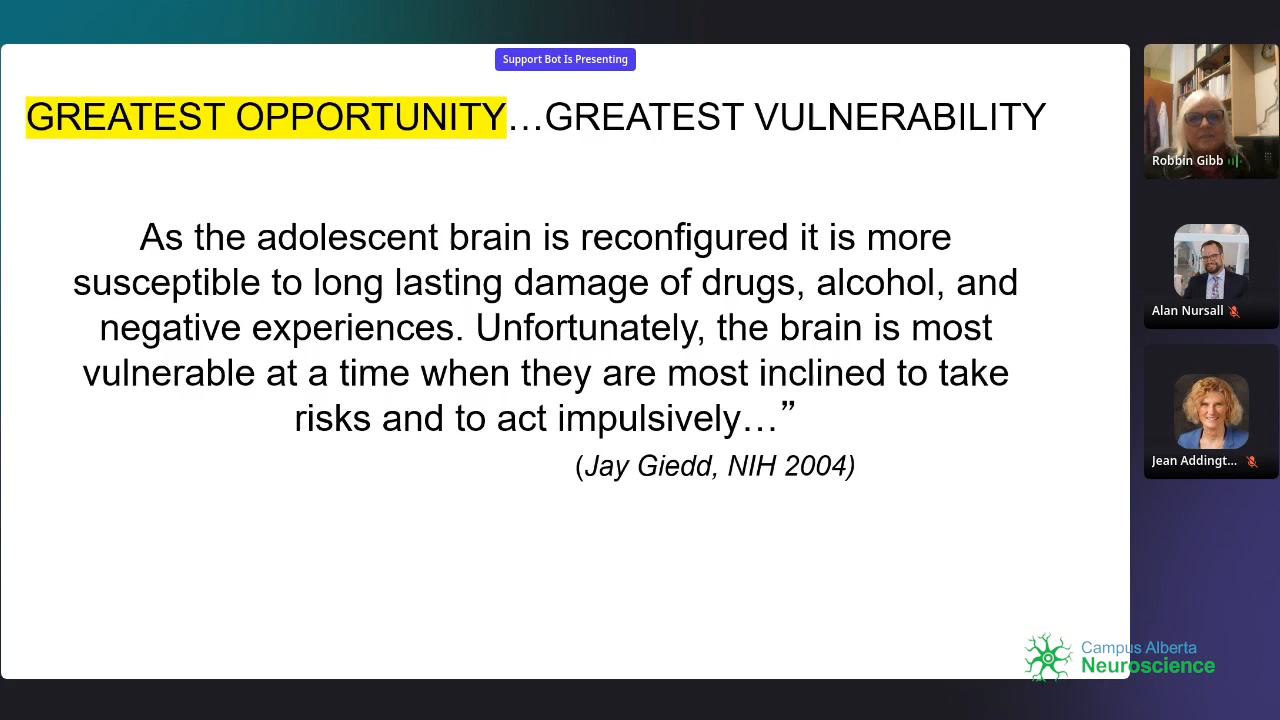 Support Bot Is Presenting
GREATEST OPPORTUNITY…GREATEST VULNERABILITY
As the adolescent brain is reconfigured it is more
susceptible to long lasting damage of drugs, alcohol, and
negative experiences. Unfortunately, the brain is most
vulnerable at a time when they are most inclined to take
risks and to act impulsively…”
(Jay Giedd, NIH 2004)
Robbin Gibb
Alan Nursall
Jean Addingt...
Campus Alberta
Neuroscience